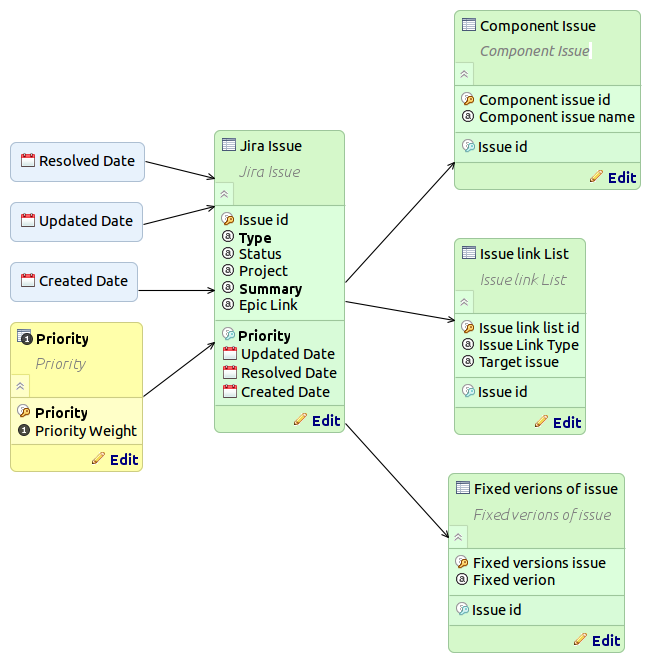 Resolved Date
Updated Date
Created Date
1 Priority
Priority
Priority
1 Priority Weight
Edit
Jira Issue
Jira Issue
Issue id
a Type
a Status
a Project
a Summary
a Epic Link
Priority
Updated Date
Resolved Date
Created Date
Edit
Component Issue
Component Issue
Component issue id
a Component issue name
Issue id
Edit
Issue link List
Issue link List
Issue link list id
a Issue Link Type
a Target issue
Issue id
Edit
Fixed verions of issue
Fixed verions of issue
Fixed versions issue
a Fixed verion
Issue id
Edit